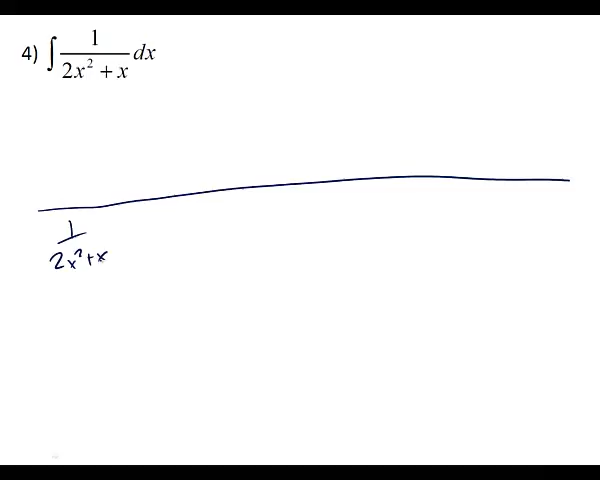 4) ∫ 1/(2x² + x) dx
1/(2x²+x)